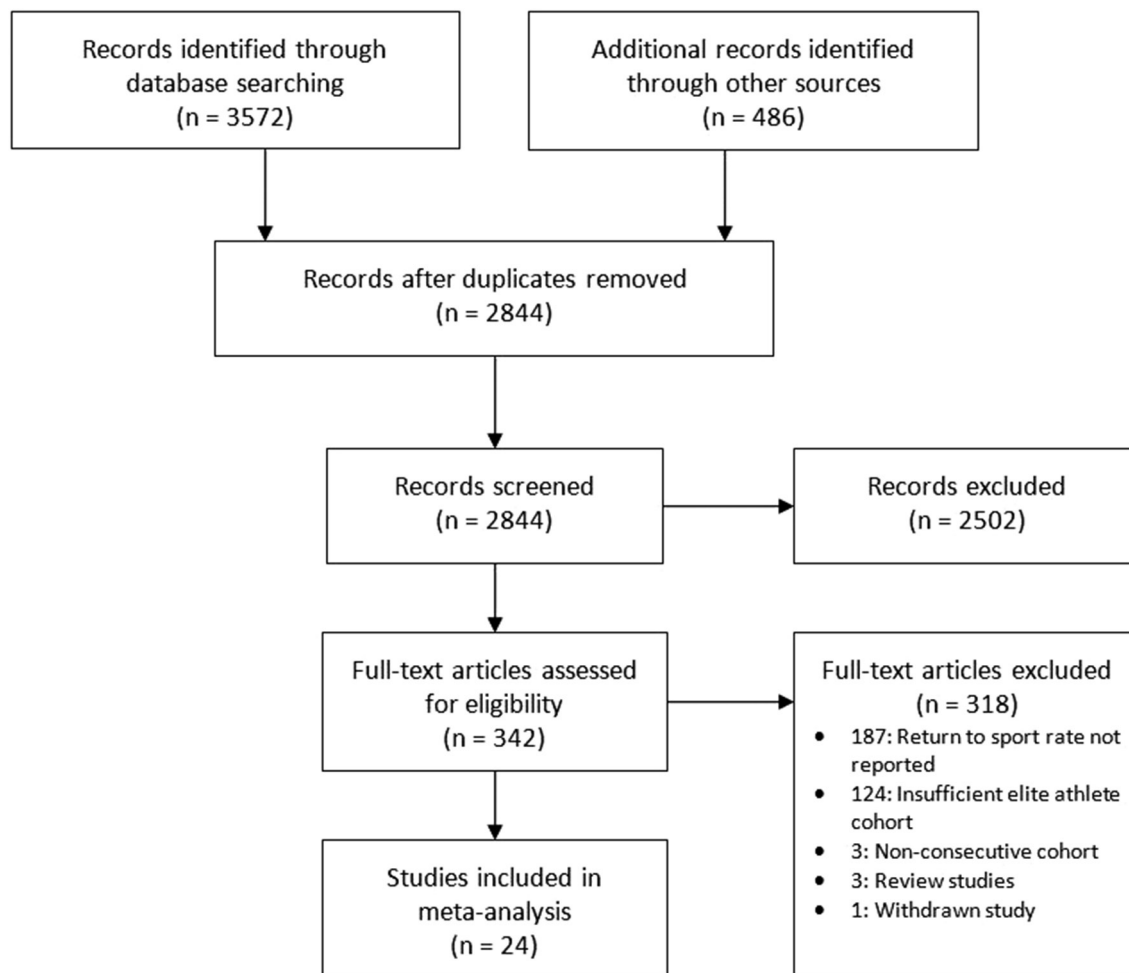 Records identified through
database searching
(n = 3572)
Additional records identified
through other sources
(n = 486)
Records after duplicates removed
(n = 2844)
Records screened
(n = 2844)
Records excluded
(n = 2502)
Full-text articles assessed
for eligibility
(n = 342)
Full-text articles excluded
(n = 318)
• 187: Return to sport rate not
reported
• 124: Insufficient elite athlete
cohort
• 3: Non-consecutive cohort
• 3: Review studies
• 1: Withdrawn study
Studies included in
meta-analysis
(n = 24)